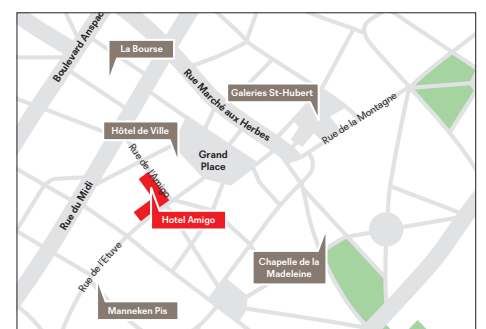 La Bourse
Boulevard Anspac
Rue Marché aux Herbes
Galeries St-Hubert
Rue de la Montagne
Hôtel de Ville
Grand
Place
Rue de l'Amigo
Rue du Midi
Hotel Amigo
Rue de l'Etuve
Chapelle de la
Madeleine
Manneken Pis